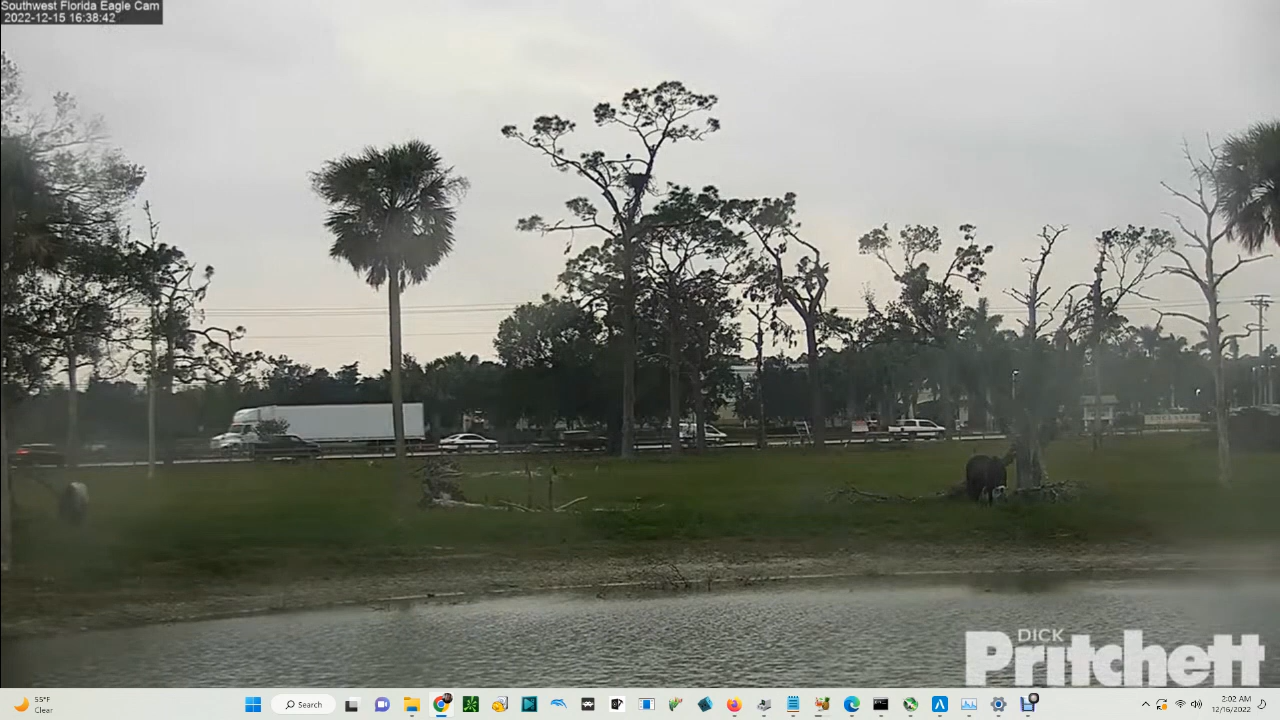 Southwest Florida Eagle Cam
2022-12-15 16:38:42
DICK
Pritchett
55°F
Clear
Search
2:02 AM
12/16/2022